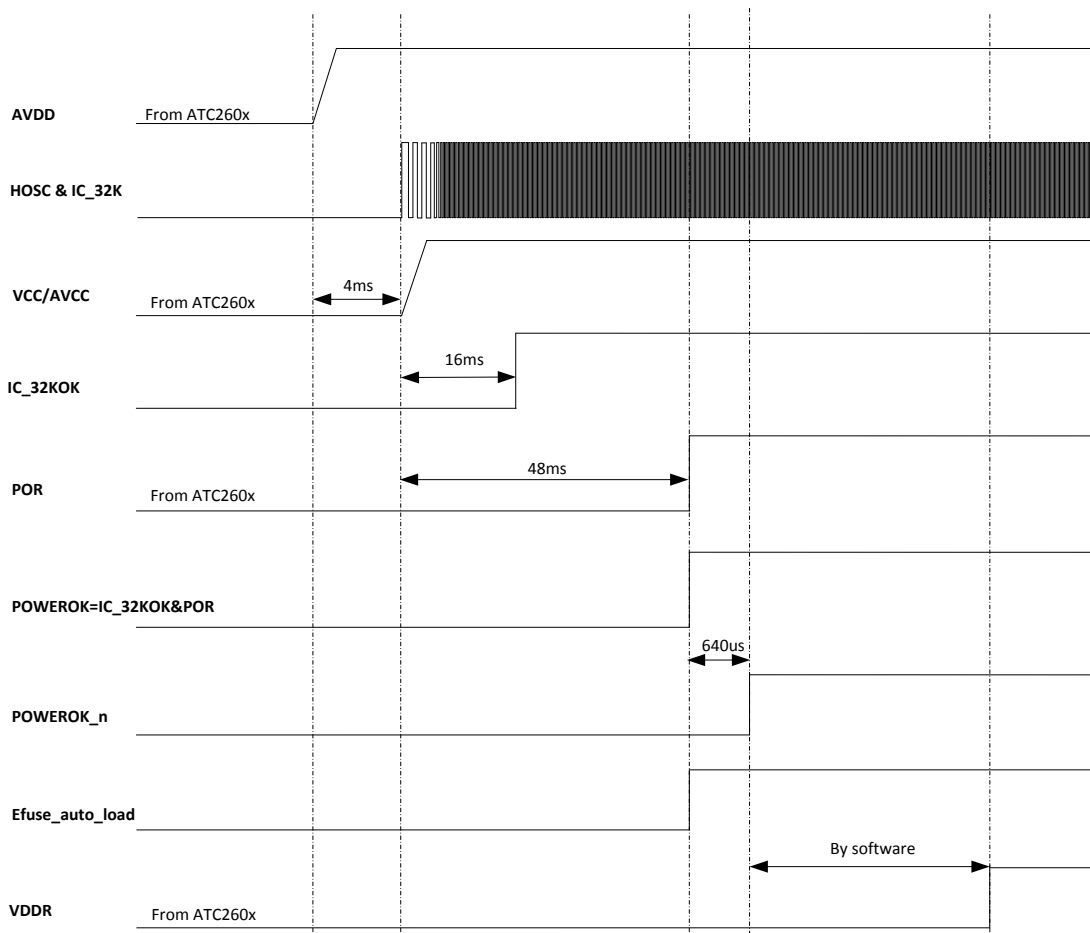 AVDD
From ATC260x
HOSC & IC_32K
4ms
VCC/AVCC
From ATC260x
16ms
IC_32KOK
48ms
POR
From ATC260x
POWEROK=IC_32KOK&POR
640us
POWEROK_n
Efuse_auto_load
By software
VDDR
From ATC260x